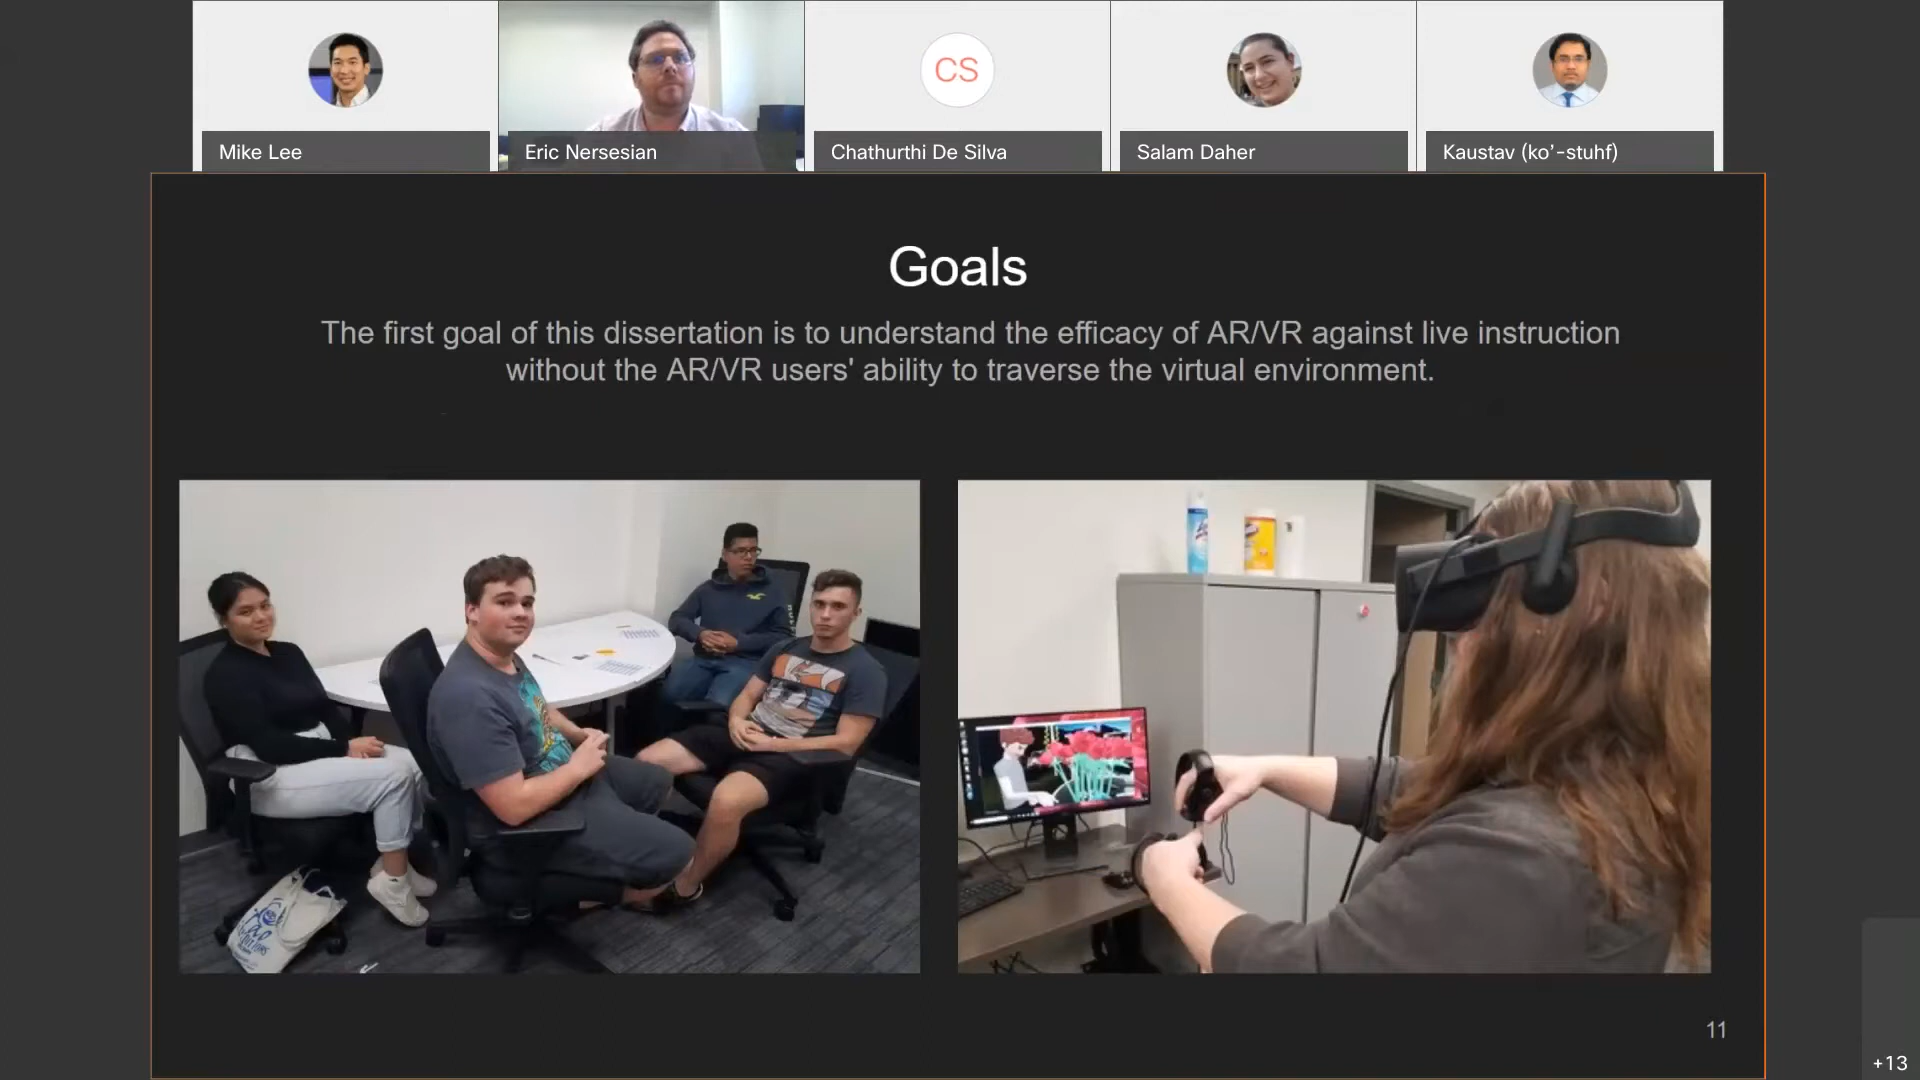 CS
Mike Lee
Eric Nersesian
Chathurthi De Silva
Salam Daher
Kaustav (ko’-stuhf)
Goals
The first goal of this dissertation is to understand the efficacy of AR/VR against live instruction
without the AR/VR users' ability to traverse the virtual environment.
11
+13